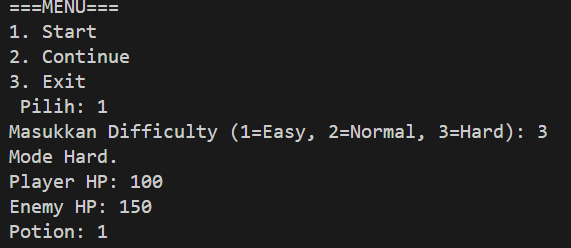 ===MENU===
1. Start
2. Continue
3. Exit
 Pilih: 1
Masukkan Difficulty (1=Easy, 2=Normal, 3=Hard): 3
Mode Hard.
Player HP: 100
Enemy HP: 150
Potion: 1